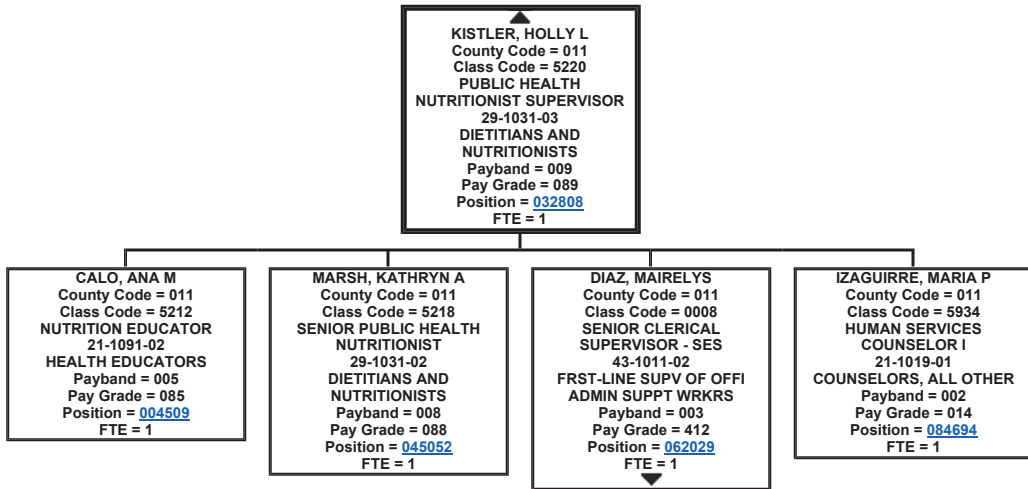 KISTLER, HOLLY L
County Code = 011
Class Code = 5220
PUBLIC HEALTH
NUTRITIONIST SUPERVISOR
29-1031-03
DIETITIANS AND
NUTRITIONISTS
Payband = 009
Pay Grade = 089
Position = 032808
FTE = 1
CALO, ANA M
County Code = 011
Class Code = 5212
NUTRITION EDUCATOR
21-1091-02
HEALTH EDUCATORS
Payband = 005
Pay Grade = 085
Position = 004509
FTE = 1
MARSH, KATHRYN A
County Code = 011
Class Code = 5218
SENIOR PUBLIC HEALTH
NUTRITIONIST
29-1031-02
DIETITIANS AND
NUTRITIONISTS
Payband = 008
Pay Grade = 088
Position = 045052
FTE = 1
DIAZ, MAIRELYS
County Code = 011
Class Code = 0008
SENIOR CLERICAL
SUPERVISOR - SES
43-1011-02
FRST-LINE SUPV OF OFFI
ADMIN SUPPT WRKRS
Payband = 003
Pay Grade = 412
Position = 062029
FTE = 1
IZAGUIRRE, MARIA P
County Code = 011
Class Code = 5934
HUMAN SERVICES
COUNSELOR I
21-1019-01
COUNSELORS, ALL OTHER
Payband = 002
Pay Grade = 014
Position = 084694
FTE = 1